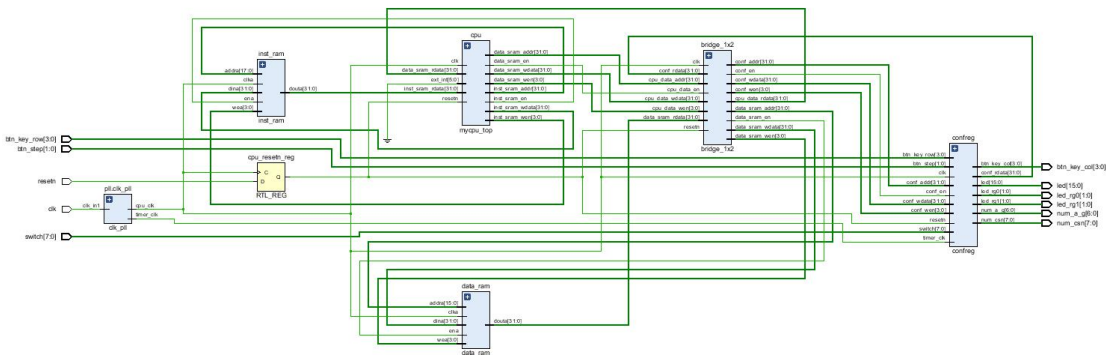 btn_key_row[3:0]
btn_step[1:0]
resetn
clk
switch[7:0]
pll.clk_pll
clk_in1
cpu_clk
timer_clk
clk_pll
inst_ram
addra[17:0]
clka
dina[31:0]
ena
wea[3:0]
douta[31:0]
inst_ram
cpu_resetn_reg
C
D
Q
RTL_REG
cpu
clk
data_sram_rdata[31:0]
ext_int[5:0]
inst_sram_rdata[31:0]
resetn
data_sram_addr[31:0]
data_sram_en
data_sram_wdata[31:0]
data_sram_wen[3:0]
inst_sram_addr[31:0]
inst_sram_en
inst_sram_wdata[31:0]
inst_sram_wen[3:0]
mycpu_top
data_ram
addra[15:0]
clka
dina[31:0]
ena
wea[3:0]
douta[31:0]
data_ram
bridge_1x2
clk
conf_rdata[31:0]
cpu_data_addr[31:0]
cpu_data_en
cpu_data_wdata[31:0]
cpu_data_wen[3:0]
data_sram_rdata[31:0]
resetn
conf_addr[31:0]
conf_en
conf_wdata[31:0]
conf_wen[3:0]
cpu_data_rdata[31:0]
data_sram_addr[31:0]
data_sram_en
data_sram_wdata[31:0]
data_sram_wen[3:0]
bridge_1x2
confreg
btn_key_row[3:0]
btn_step[1:0]
clk
conf_addr[31:0]
conf_en
conf_wdata[31:0]
conf_wen[3:0]
resetn
switch[7:0]
timer_clk
btn_key_col[3:0]
conf_rdata[31:0]
led[15:0]
led_rg0[1:0]
led_rg1[1:0]
num_a_g[6:0]
num_csn[7:0]
confreg
btn_key_col[3:0]
led[15:0]
led_rg0[1:0]
led_rg1[1:0]
num_a_g[6:0]
num_csn[7:0]